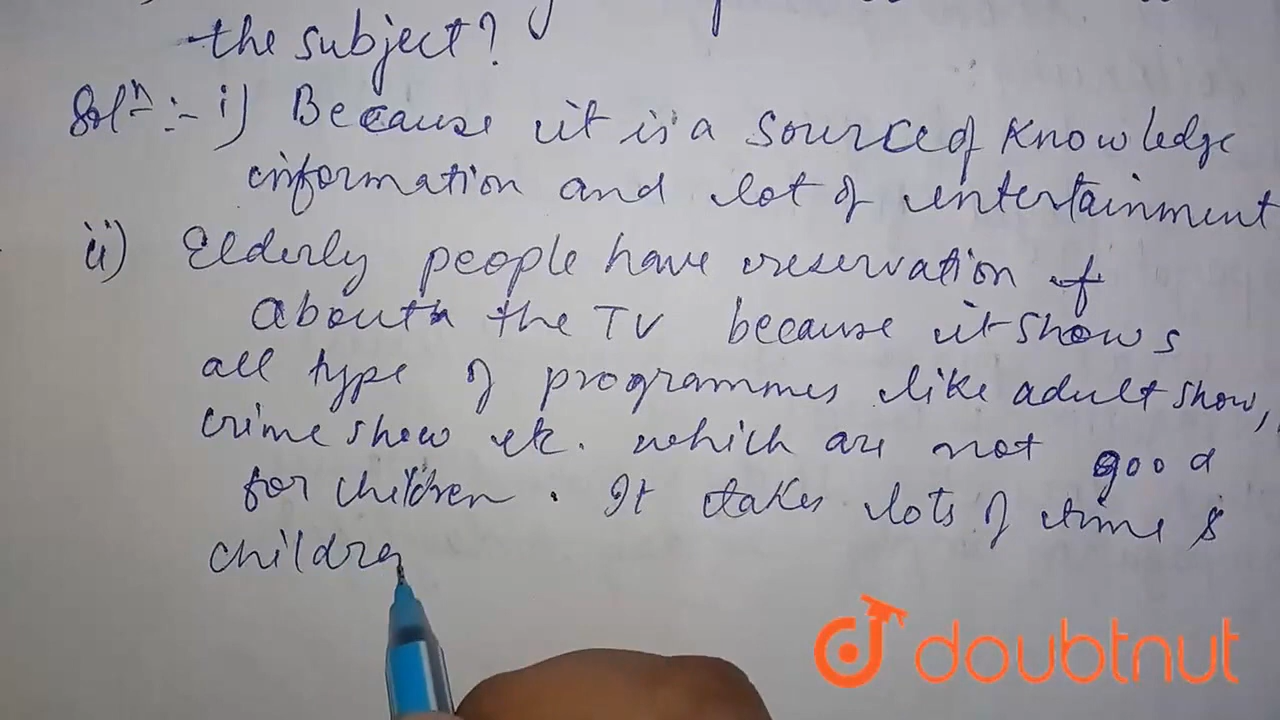 the subject?
Solⁿ :- i) Because it is a source of knowledge
information and lot of entertainment
ii) Elderly people have reservation of
about the TV because it shows
all type of programmes like adult show,
crime show etc. which are not good
for children. It takes lots of time &
childre
doubtnut